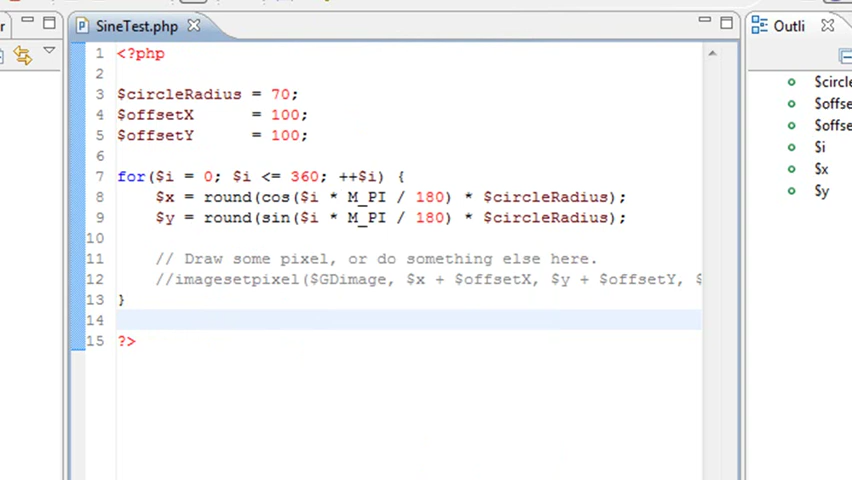 SineTest.php
Outli
1 <?php
2
3 $circleRadius = 70;
4 $offsetX      = 100;
5 $offsetY      = 100;
6
7 for($i = 0; $i <= 360; ++$i) {
8     $x = round(cos($i * M_PI / 180) * $circleRadius);
9     $y = round(sin($i * M_PI / 180) * $circleRadius);
10
11     // Draw some pixel, or do something else here.
12     //imagesetpixel($GDimage, $x + $offsetX, $y + $offsetY, $
13 }
14
15 ?>
$circle
$offse
$offse
$i
$x
$y